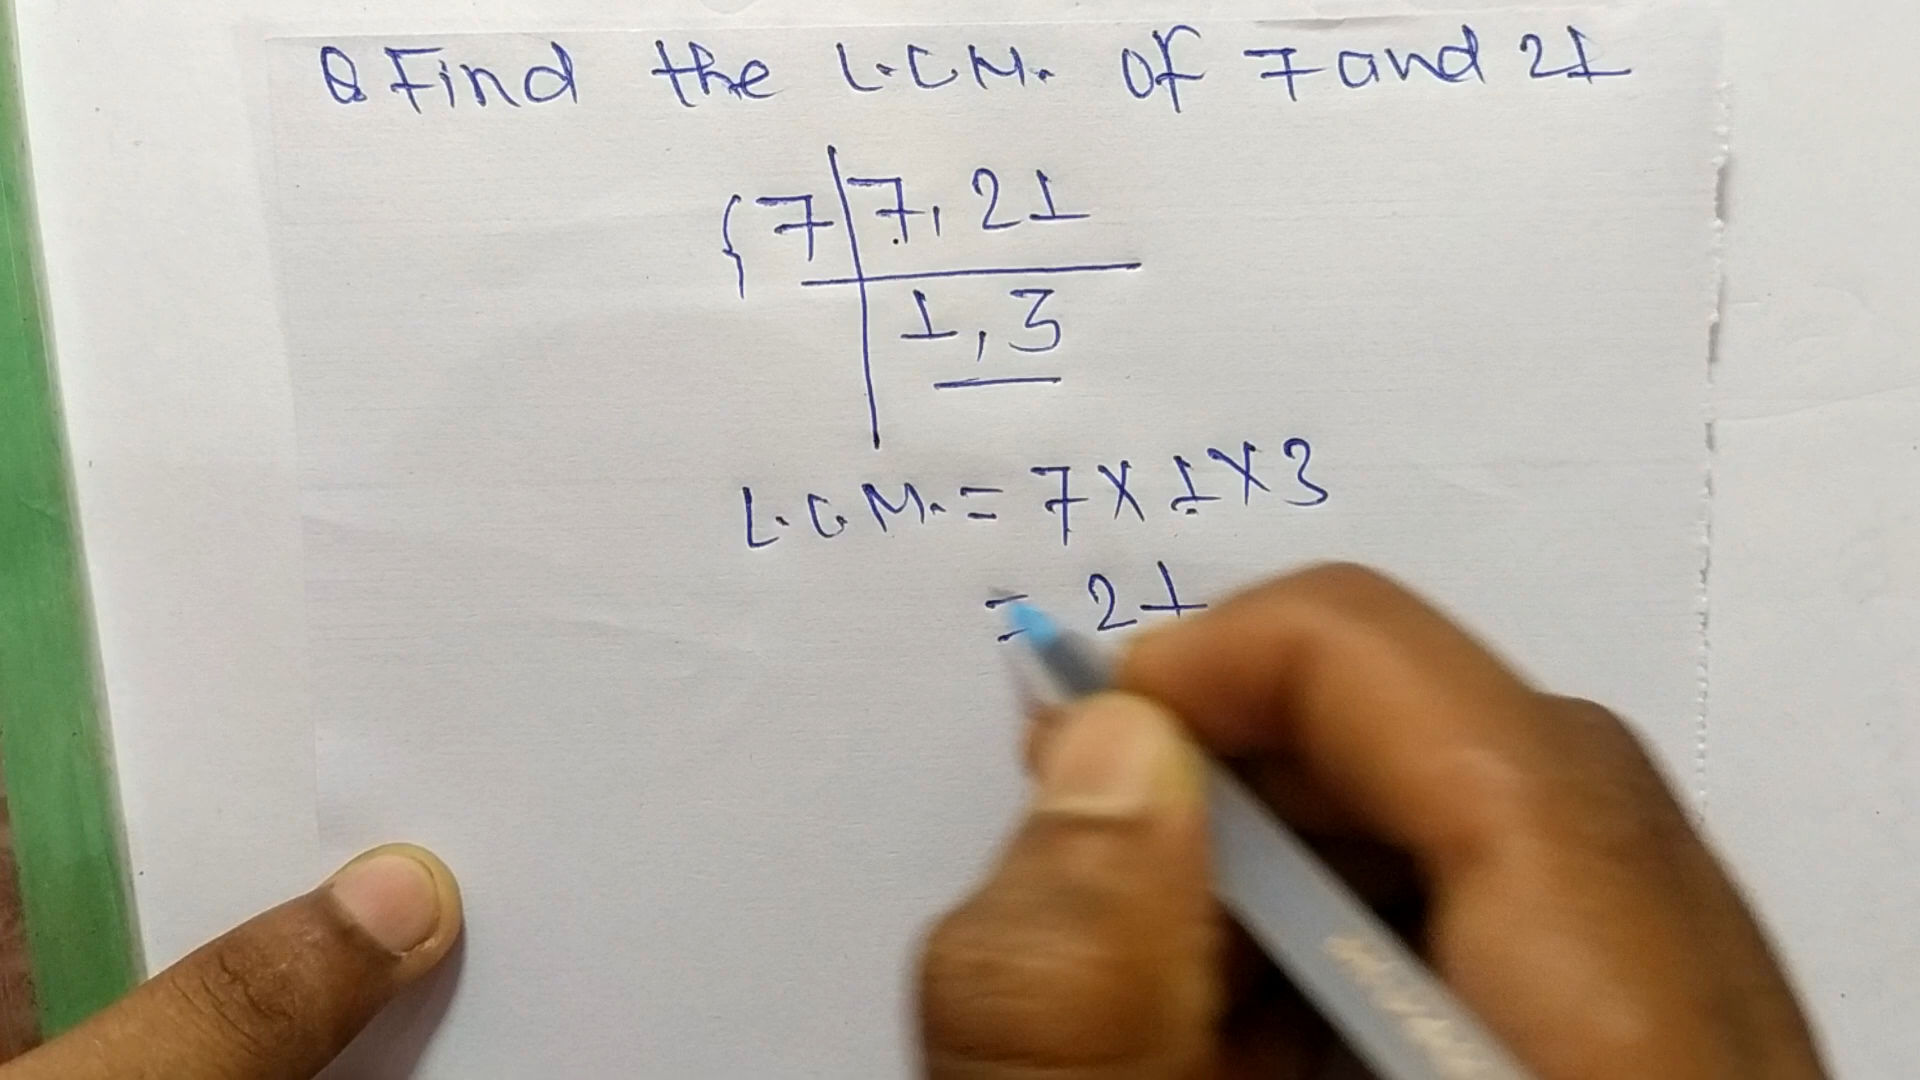 Q Find the L.C.M. of 7 and 21
7 7, 21
1, 3
L.C.M. = 7 X 1 X 3
= 21